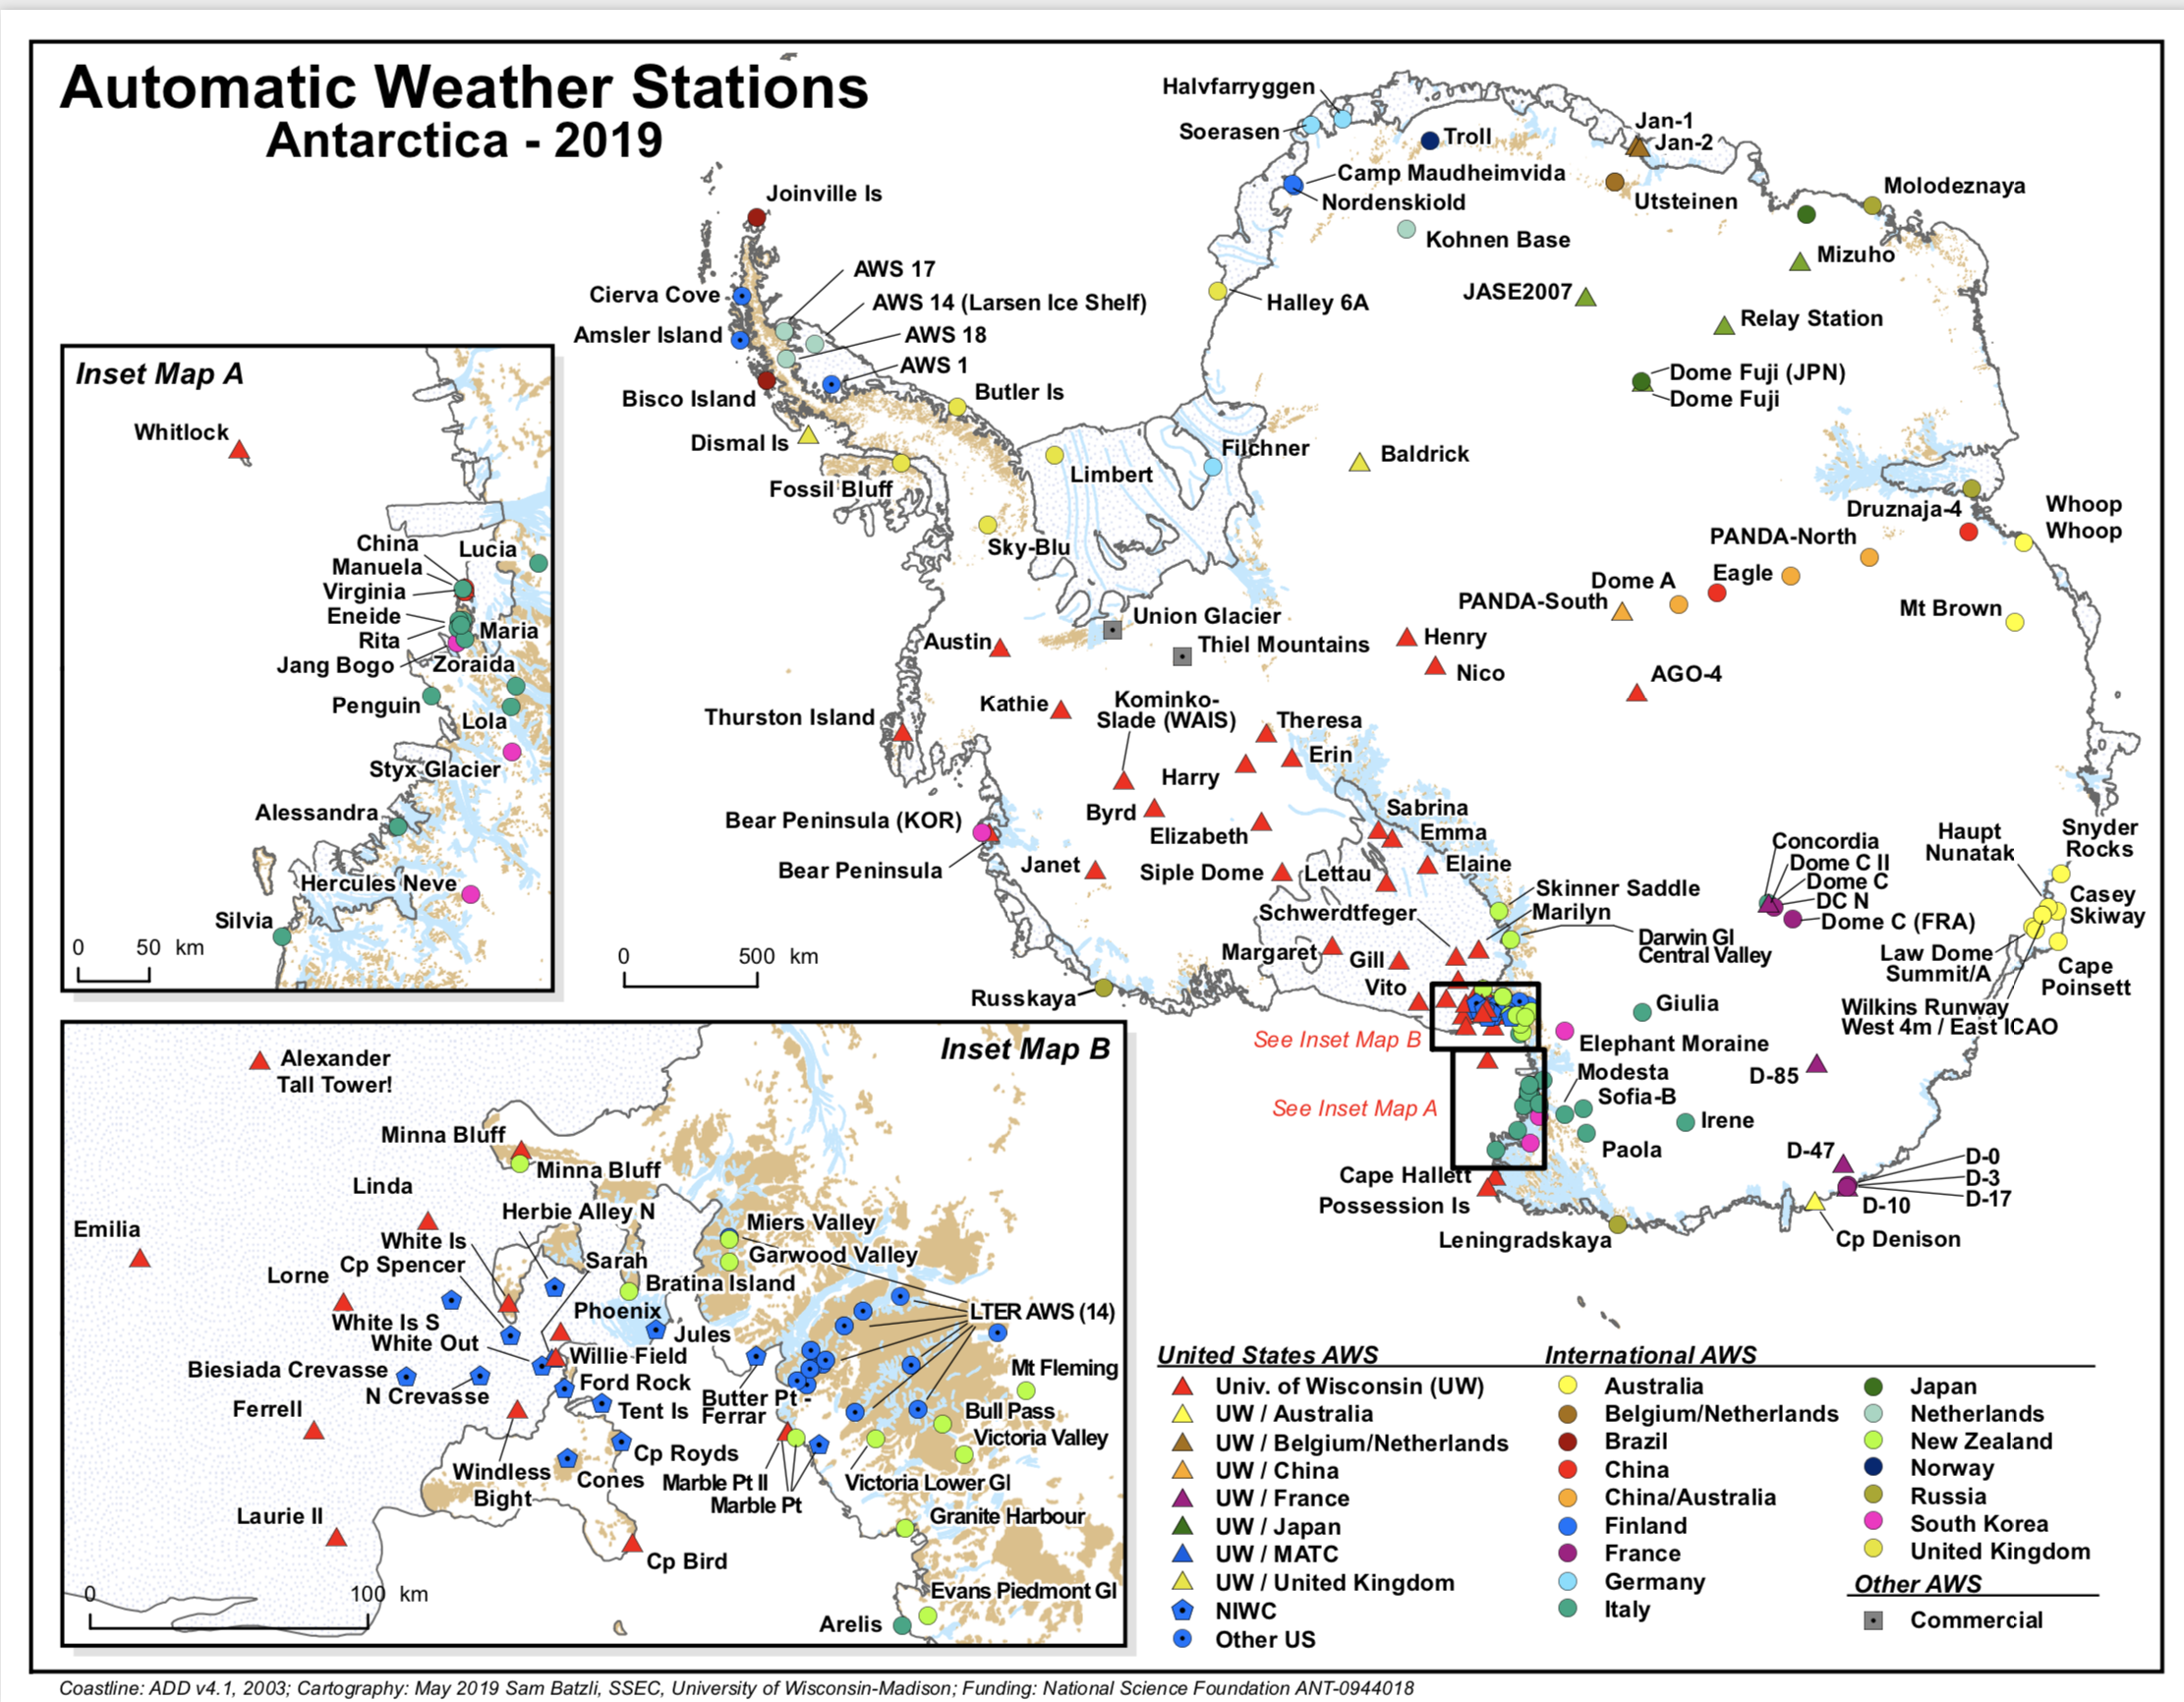 Automatic Weather Stations
Antarctica - 2019
Halvfarryggen
Soerasen
Troll
Jan-1
Jan-2
Camp Maudheimvida
Nordenskiold
Utsteinen
Molodeznaya
Kohnen Base
Mizuho
Halley 6A
JASE2007
Relay Station
Dome Fuji (JPN)
Dome Fuji
Joinville Is
AWS 17
Cierva Cove
AWS 14 (Larsen Ice Shelf)
Amsler Island
AWS 18
AWS 1
Bisco Island
Butler Is
Dismal Is
Filchner
Baldrick
Limbert
Fossil Bluff
Sky-Blu
Druznaja-4
Whoop
Whoop
PANDA-North
Eagle
Dome A
PANDA-South
Mt Brown
Union Glacier
Thiel Mountains
Austin
Henry
Nico
AGO-4
Kathie
Kominko-
Slade (WAIS)
Thurston Island
Theresa
Erin
Harry
Byrd
Elizabeth
Sabrina
Emma
Elaine
Bear Peninsula (KOR)
Bear Peninsula
Janet
Siple Dome
Lettau
Skinner Saddle
Marilyn
Schwerdtfeger
Darwin Gl
Central Valley
Margaret
Gill
Vito
Concordia
Dome C II
Dome C
DC N
Dome C (FRA)
Haupt
Nunatak
Snyder
Rocks
Casey
Skiway
Law Dome
Summit/A
Cape
Poinsett
Wilkins Runway
West 4m / East ICAO
Russkaya
See Inset Map B
See Inset Map A
Giulia
Elephant Moraine
Modesta
Sofia-B
Irene
Paola
D-85
D-47
D-0
D-3
D-17
D-10
Cp Denison
Cape Hallett
Possession Is
Leningradskaya
0 500 km
Inset Map A
Whitlock
China
Manuela
Virginia
Lucia
Eneide
Rita
Maria
Jang Bogo
Zoraida
Penguin
Lola
Styx Glacier
Alessandra
Hercules Neve
Silvia
0 50 km
Inset Map B
Alexander
Tall Tower!
Minna Bluff
Minna Bluff
Linda
Herbie Alley N
Emilia
White Is
Cp Spencer
Sarah
Miers Valley
Garwood Valley
Lorne
Bratina Island
White Is S
Phoenix
LTER AWS (14)
White Out
Jules
Willie Field
Biesiada Crevasse
N Crevasse
Ford Rock
Tent Is
Butter Pt -
Ferrar
Mt Fleming
Ferrell
Bull Pass
Victoria Valley
Cp Royds
Windless
Bight
Cones
Marble Pt II
Marble Pt
Victoria Lower Gl
Laurie II
Granite Harbour
Cp Bird
Evans Piedmont Gl
Arelis
0 100 km
United States AWS
Univ. of Wisconsin (UW)
UW / Australia
UW / Belgium/Netherlands
UW / China
UW / France
UW / Japan
UW / MATC
UW / United Kingdom
NIWC
Other US
International AWS
Australia
Belgium/Netherlands
Brazil
China
China/Australia
Finland
France
Germany
Italy
Japan
Netherlands
New Zealand
Norway
Russia
South Korea
United Kingdom
Other AWS
Commercial
Coastline: ADD v4.1, 2003; Cartography: May 2019 Sam Batzli, SSEC, University of Wisconsin-Madison; Funding: National Science Foundation ANT-0944018